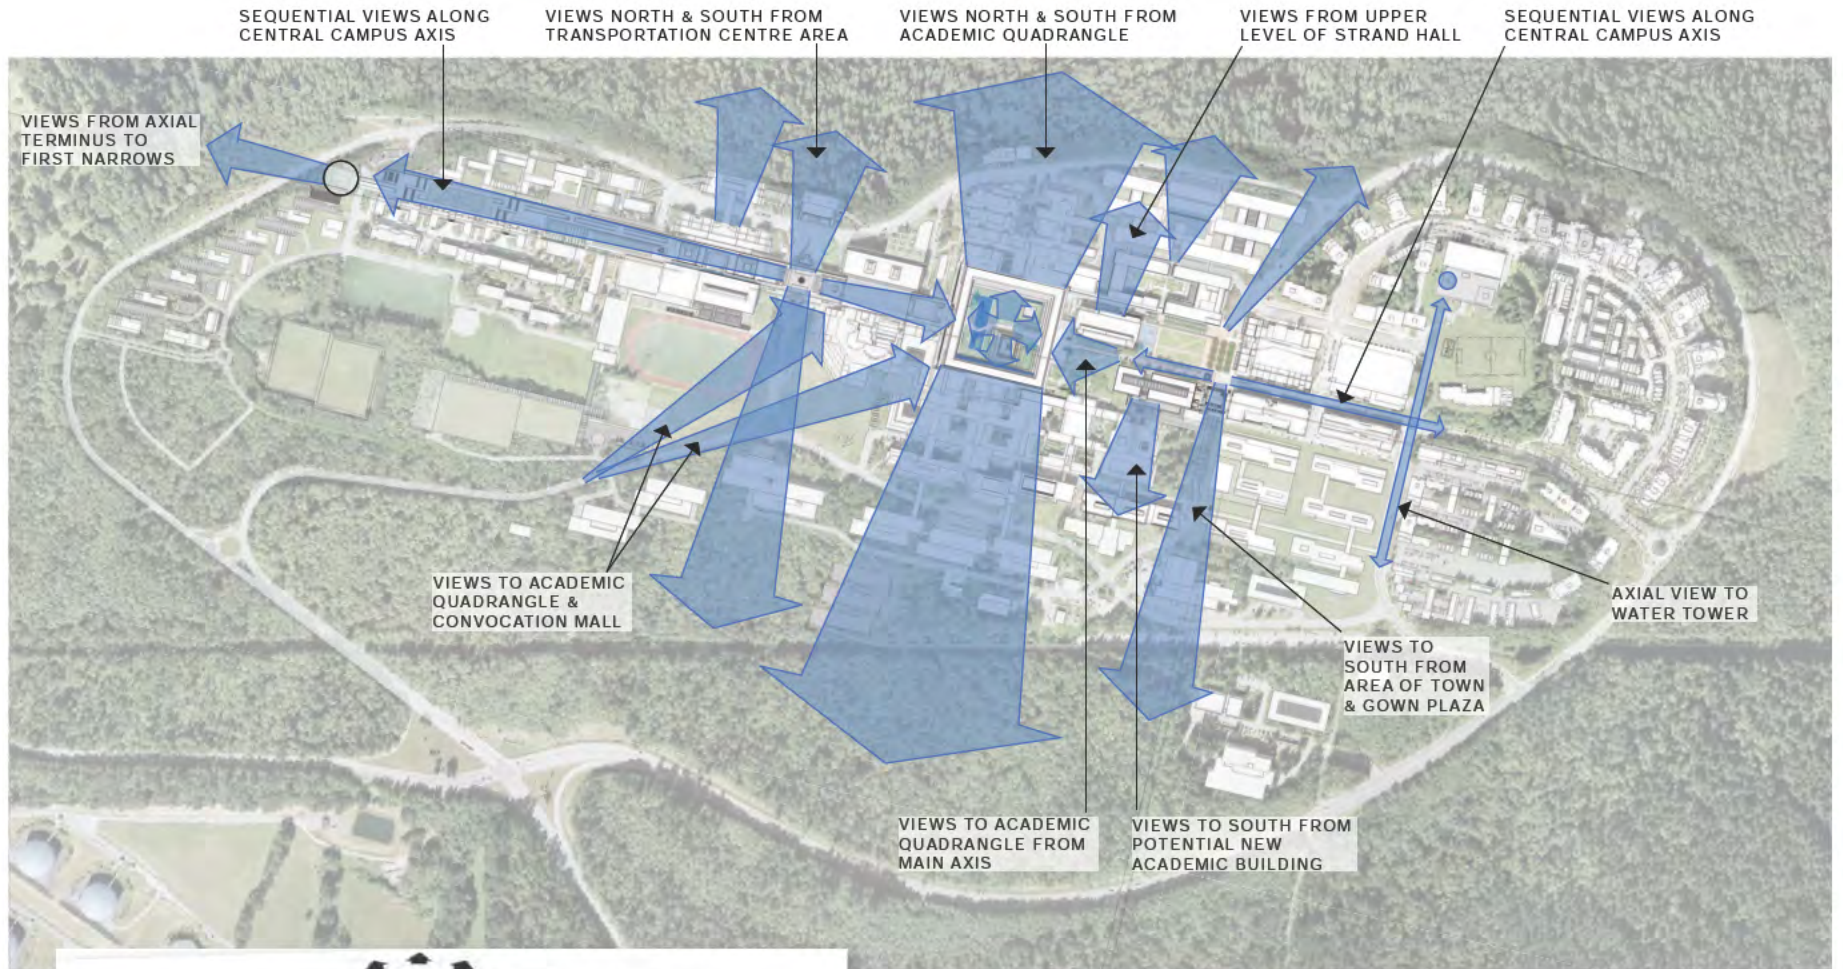 SEQUENTIAL VIEWS ALONG
CENTRAL CAMPUS AXIS
VIEWS NORTH & SOUTH FROM
TRANSPORTATION CENTRE AREA
VIEWS NORTH & SOUTH FROM
ACADEMIC QUADRANGLE
VIEWS FROM UPPER
LEVEL OF STRAND HALL
SEQUENTIAL VIEWS ALONG
CENTRAL CAMPUS AXIS
VIEWS FROM AXIAL
TERMINUS TO
FIRST NARROWS
VIEWS TO ACADEMIC
QUADRANGLE &
CONVOCATION MALL
AXIAL VIEW TO
WATER TOWER
VIEWS TO
SOUTH FROM
AREA OF TOWN
& GOWN PLAZA
VIEWS TO ACADEMIC
QUADRANGLE FROM
MAIN AXIS
VIEWS TO SOUTH FROM
POTENTIAL NEW
ACADEMIC BUILDING